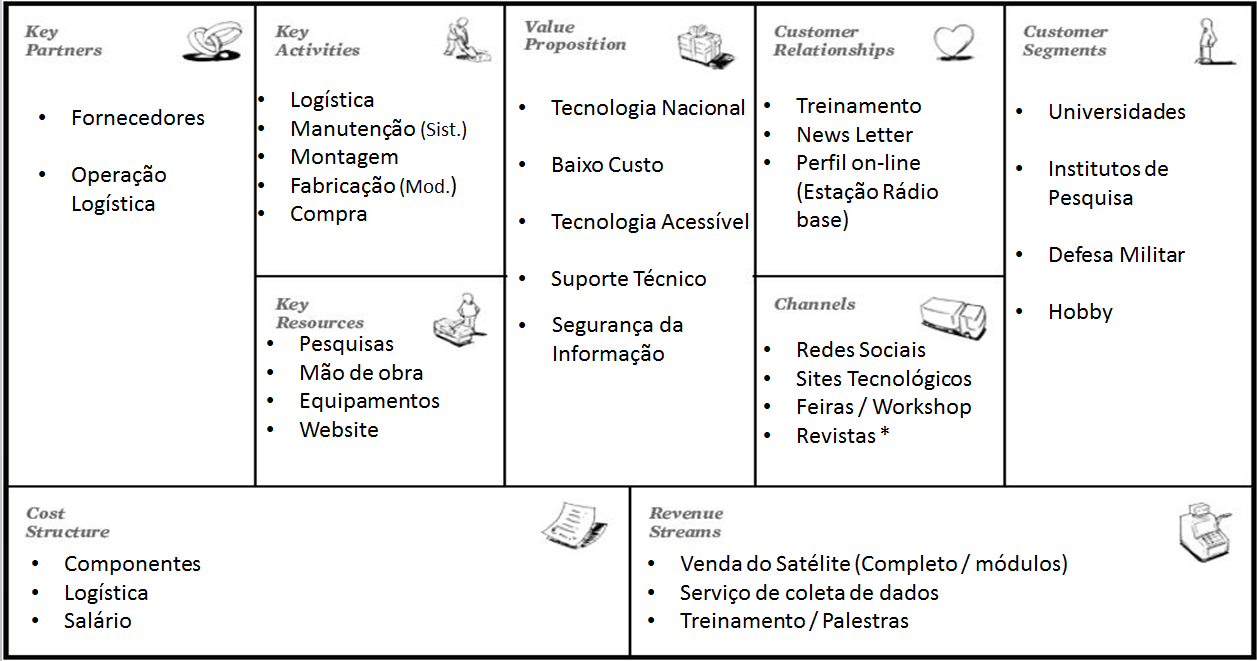 Key
Partners
• Fornecedores
• Operação
Logística
Key
Activities
• Logística
• Manutenção (Sist.)
• Montagem
• Fabricação (Mod.)
• Compra
Key
Resources
• Pesquisas
• Mão de obra
• Equipamentos
• Website
Value
Proposition
• Tecnologia Nacional
• Baixo Custo
• Tecnologia Acessível
• Suporte Técnico
• Segurança da
Informação
Customer
Relationships
• Treinamento
• News Letter
• Perfil on-line
(Estação Rádio
base)
Channels
• Redes Sociais
• Sites Tecnológicos
• Feiras / Workshop
• Revistas *
Customer
Segments
• Universidades
• Institutos de
Pesquisa
• Defesa Militar
• Hobby
Cost
Structure
• Componentes
• Logística
• Salário
Revenue
Streams
• Venda do Satélite (Completo / módulos)
• Serviço de coleta de dados
• Treinamento / Palestras